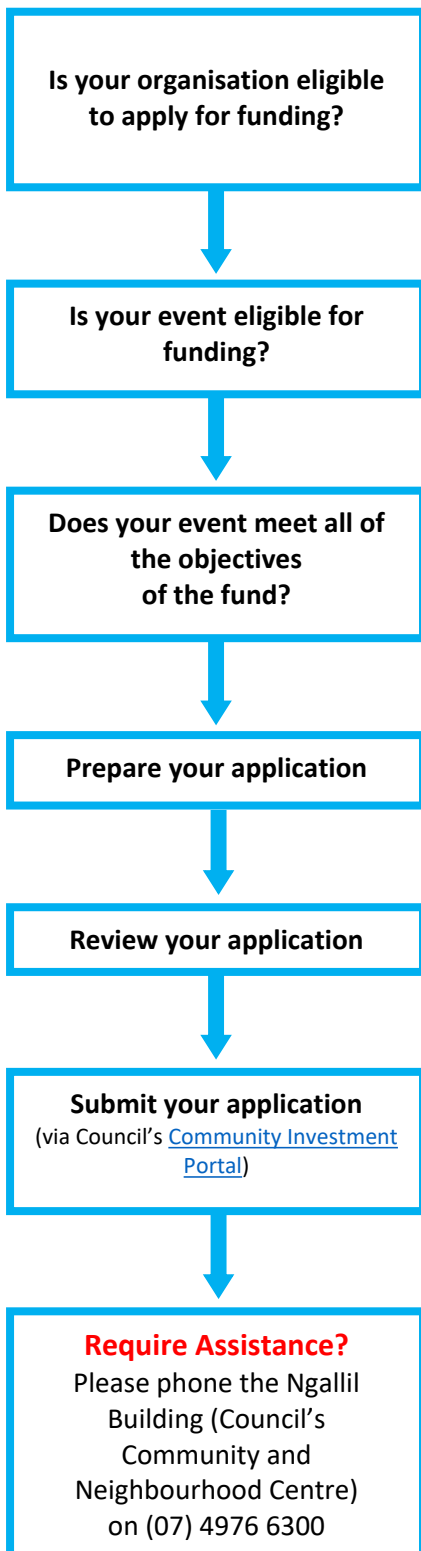 Is your organisation eligible
to apply for funding?
Is your event eligible for
funding?
Does your event meet all of
the objectives
of the fund?
Prepare your application
Review your application
Submit your application
(via Council’s Community Investment
Portal)
Require Assistance?
Please phone the Ngallil
Building (Council’s
Community and
Neighbourhood Centre)
on (07) 4976 6300